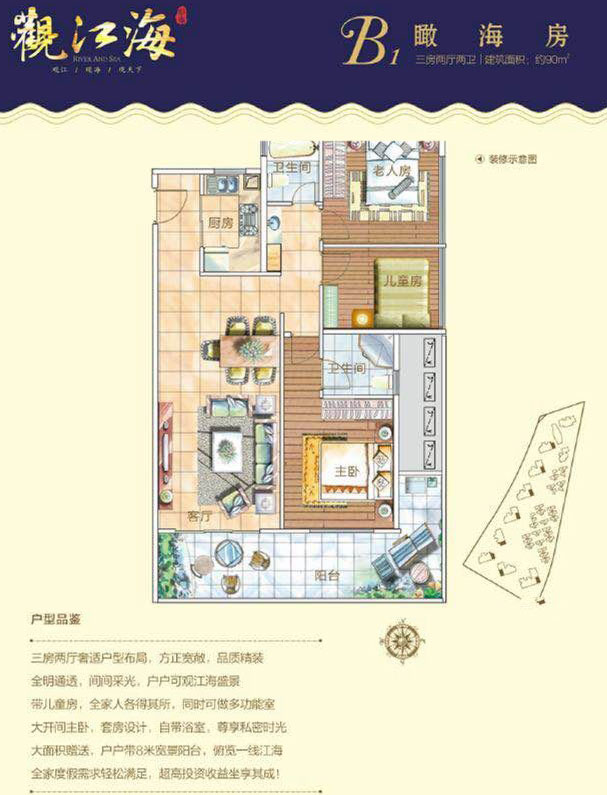 觀江海
RIVER AND SEA
观江 / 观海 / 观天下
B1 瞰海房
三房两厅两卫|建筑面积：约90m²
装修示意图
卫生间
老人房
厨房
儿童房
卫生间
主卧
客厅
阳台
户型品鉴
三房两厅奢适户型布局，方正宽敞，品质精装
全明通透，间间采光，户户可观江海盛景
带儿童房，全家人各得其所，同时可做多功能室
大开间主卧，套房设计，自带浴室，尊享私密时光
大面积赠送，户户带8米宽景阳台，俯览一线江海
全家度假需求轻松满足，超高投资收益坐享其成！